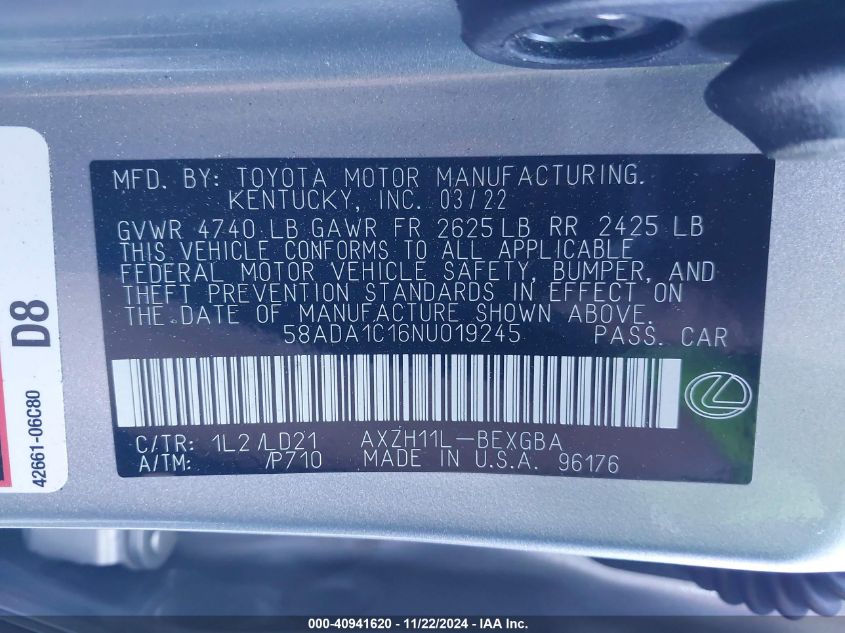 MFD. BY: TOYOTA MOTOR MANUFACTURING.
KENTUCKY, INC. 03/22
GVWR 4740 LB GAWR FR 2625 LB RR 2425 LB
THIS VEHICLE CONFORMS TO ALL APPLICABLE
FEDERAL MOTOR VEHICLE SAFETY, BUMPER, AND
THEFT PREVENTION STANDARDS IN EFFECT ON
THE DATE OF MANUFACTURE SHOWN ABOVE.
58ADA1C16NU019245 PASS. CAR
C/TR: 1L2 /LD21 AXZH11L-BEXGBA
A/TM: /P710 MADE IN U.S.A. 96176
D8
42661-06C80
000-40941620 - 11/22/2024 - IAA Inc.